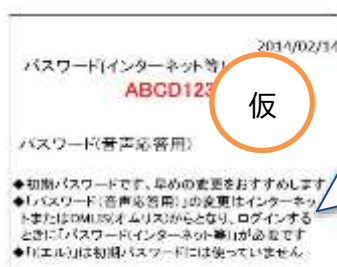 2014/02/14
パスワード(インターネット等)
ABCD123
仮
パスワード(音声応答用)
◆初期パスワードです。早めの変更をおすすめします
◆「パスワード(音声応答用)」の変更はインターネッ
トまたはOMLIS(オムリス)からとなり、ログインする
ときに「パスワード(インターネット等)」が必要です
◆「l(エル)」は初期パスワードには使っていません